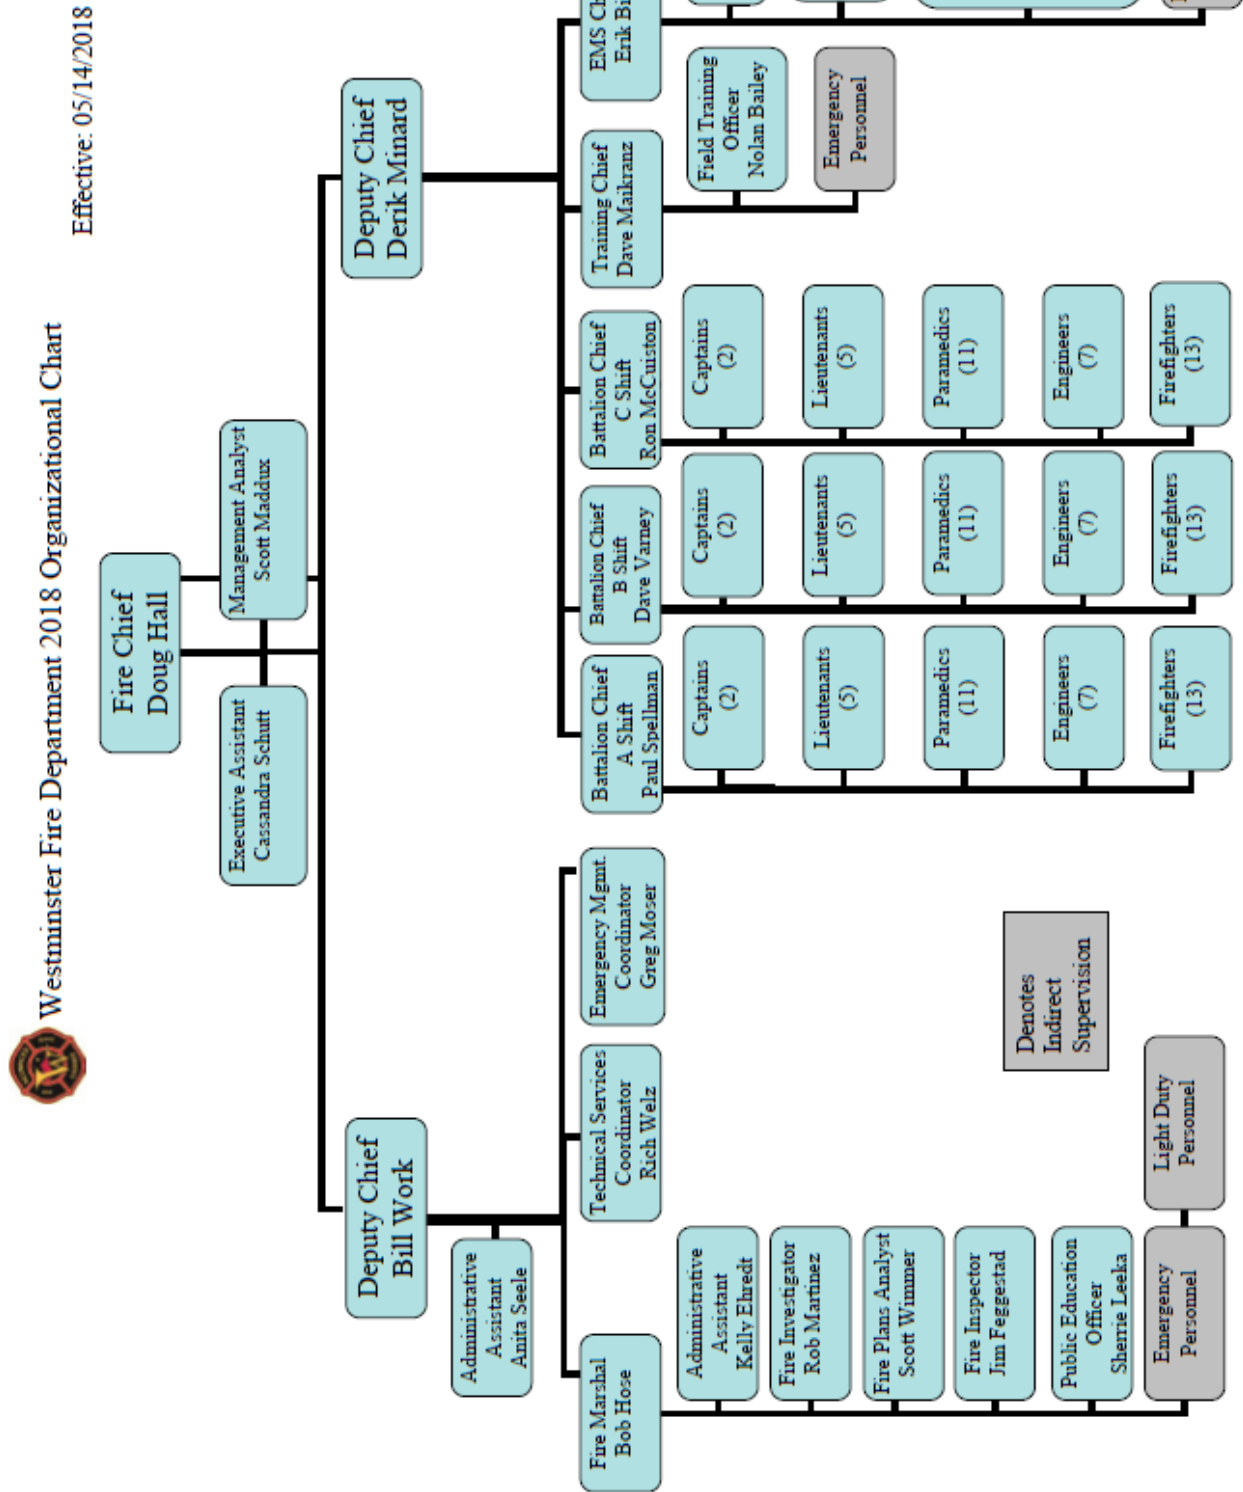 Westminster Fire Department 2018 Organizational Chart
Effective: 05/14/2018
Fire Chief
Doug Hall
Executive Assistant
Cassandra Schutt
Management Analyst
Scott Maddux
Deputy Chief
Bill Work
Deputy Chief
Derik Minard
Administrative
Assistant
Anita Seele
Fire Marshal
Bob Hose
Technical Services
Coordinator
Rich Welz
Emergency Mgmt.
Coordinator
Greg Moser
Battalion Chief
A Shift
Paul Spellman
Battalion Chief
B Shift
Dave Varney
Battalion Chief
C Shift
Ron McCuiston
Training Chief
Dave Maikranz
EMS
Erik
Administrative
Assistant
Kelly Ehredt
Fire Investigator
Rob Martinez
Fire Plans Analyst
Scott Wimmer
Fire Inspector
Jim Feggestad
Public Education
Officer
Sherrie Leeka
Emergency
Personnel
Light Duty
Personnel
Denotes
Indirect
Supervision
Captains
(2)
Lieutenants
(5)
Paramedics
(11)
Engineers
(7)
Firefighters
(13)
Captains
(2)
Lieutenants
(5)
Paramedics
(11)
Engineers
(7)
Firefighters
(13)
Captains
(2)
Lieutenants
(5)
Paramedics
(11)
Engineers
(7)
Firefighters
(13)
Field Training
Officer
Nolan Bailey
Emergency
Personnel